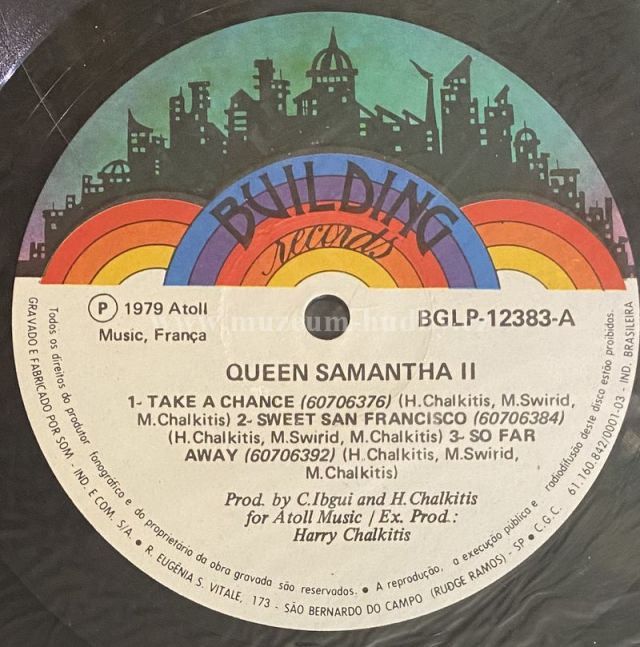 BUILDING
records
℗ 1979 Atoll
Music, França
BGLP-12383-A
QUEEN SAMANTHA II
1- TAKE A CHANCE (60706376) (H.Chalkitis, M.Swirid,
M.Chalkitis) 2- SWEET SAN FRANCISCO (60706384)
(H.Chalkitis, M.Swirid, M.Chalkitis) 3- SO FAR
AWAY (60706392) (H.Chalkitis, M.Swirid,
M.Chalkitis)
Prod. by C.Ibgui and H.Chalkitis
for Atoll Music / Ex. Prod.:
Harry Chalkitis
Todos os direitos do produtor fonográfico e do proprietário da obra gravada são reservados. • A reprodução, a execução pública e radiodifusão deste disco estão proibidos.
GRAVADO E FABRICADO POR SOM - IND. E COM. S/A. • R. EUGÊNIA S. VITALE, 173 - SÃO BERNARDO DO CAMPO (RUDGE RAMOS) - SP • C.G.C. 61.160.842/0001-03 - IND. BRASILEIRA